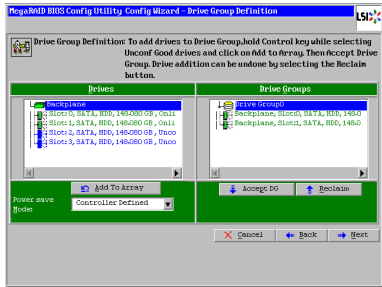 MegaRAID BIOS Config Utility Config Wizard - Drive Group Definition
LSI
Drive Group Definition: To add drives to Drive Group,hold Control key while selecting
Unconf Good drives and click on Add to Array. Then Accept Drive
Group. Drive addition can be undone by selecting the Reclaim
button.
Drives
Backplane
Slot:0, SATA, HDD, 148.080 GB, Onli
Slot:1, SATA, HDD, 148.080 GB, Onli
Slot:2, SATA, HDD, 148.080 GB, Unco
Slot:3, SATA, HDD, 148.080 GB, Unco
Add To Array
Power save
Mode:
Controller Defined
Drive Groups
Drive Group0
Backplane, Slot:0, SATA, HDD, 148.0
Backplane, Slot:1, SATA, HDD, 148.0
Accept DG
Reclaim
Cancel
Back
Next